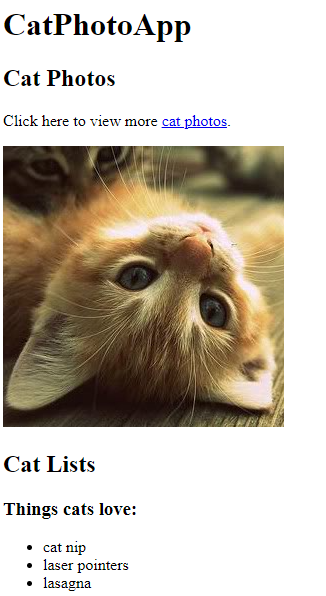 CatPhotoApp
Cat Photos
Click here to view more cat photos.
Cat Lists
Things cats love:
cat nip
laser pointers
lasagna